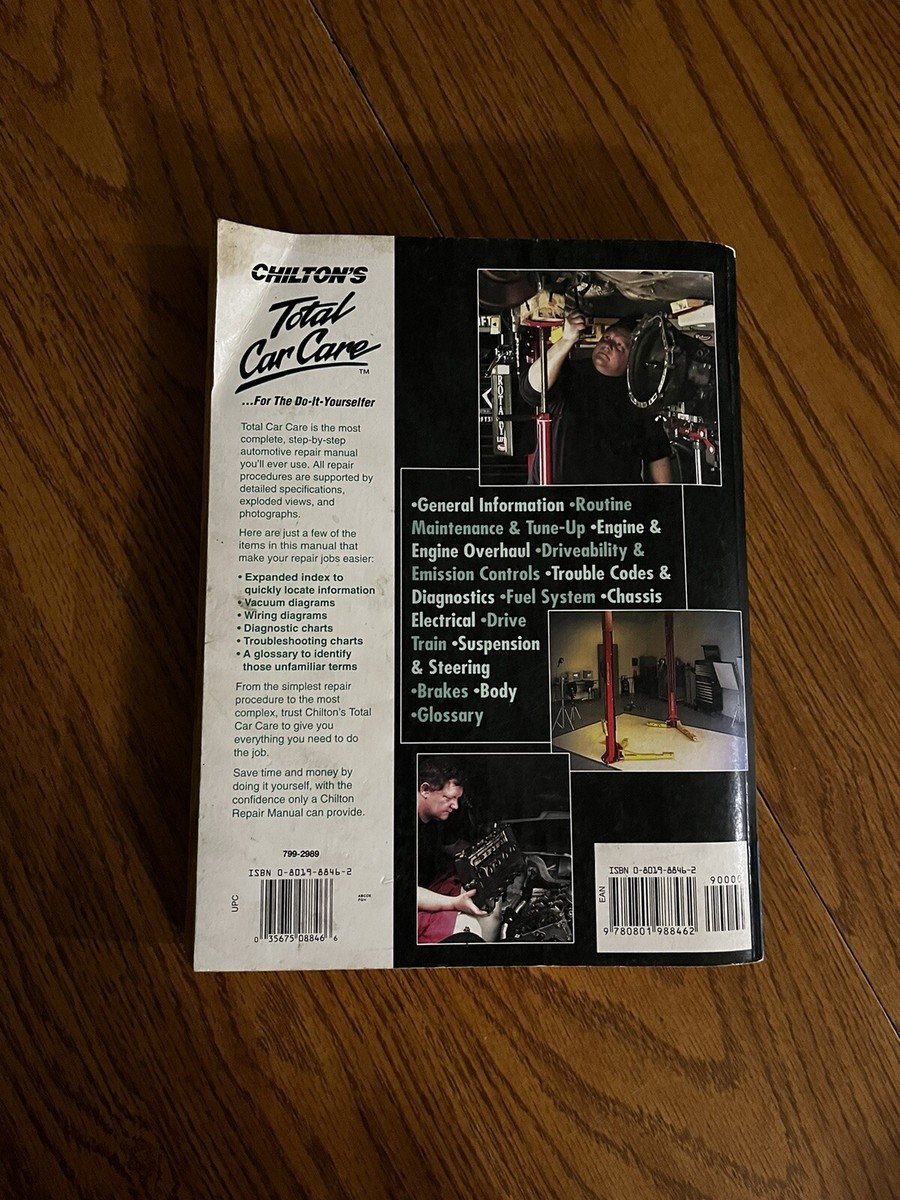 CHILTON'S
Total
Car Care
™
...For The Do-It-Yourselfer
Total Car Care is the most
complete, step-by-step
automotive repair manual
you'll ever use. All repair
procedures are supported by
detailed specifications,
exploded views, and
photographs.
Here are just a few of the
items in this manual that
make your repair jobs easier:
• Expanded index to
quickly locate information
• Vacuum diagrams
• Wiring diagrams
• Diagnostic charts
• Troubleshooting charts
• A glossary to identify
those unfamiliar terms
From the simplest repair
procedure to the most
complex, trust Chilton's Total
Car Care to give you
everything you need to do
the job.
Save time and money by
doing it yourself, with the
confidence only a Chilton
Repair Manual can provide.
799-2989
ISBN 0-8019-8846-2
UPC
0 35675 08846 6
ROTARY
•General Information •Routine
Maintenance & Tune-Up •Engine &
Engine Overhaul •Driveability &
Emission Controls •Trouble Codes &
Diagnostics •Fuel System •Chassis
Electrical •Drive
Train •Suspension
& Steering
•Brakes •Body
•Glossary
ISBN 0-8019-8846-2
90000
EAN
9 780801 988462